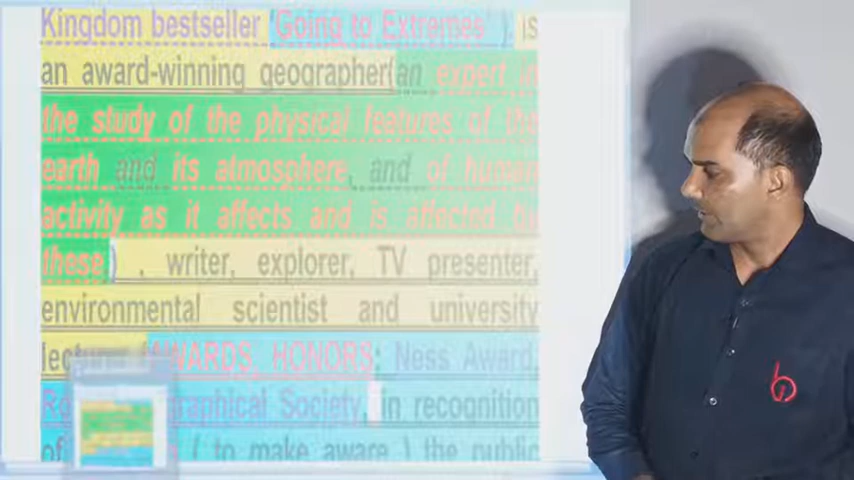 Kingdom bestseller 'Going to Extremes' ). is
an award-winning geographer(an expert in
the study of the physical features of the
earth and its atmosphere, and of human
activity as it affects and is affected by
these) , writer, explorer, TV presenter,
environmental scientist and university
AWARDS, HONORS: Ness Award,
Society, in recognition
of ( to make aware ) the public